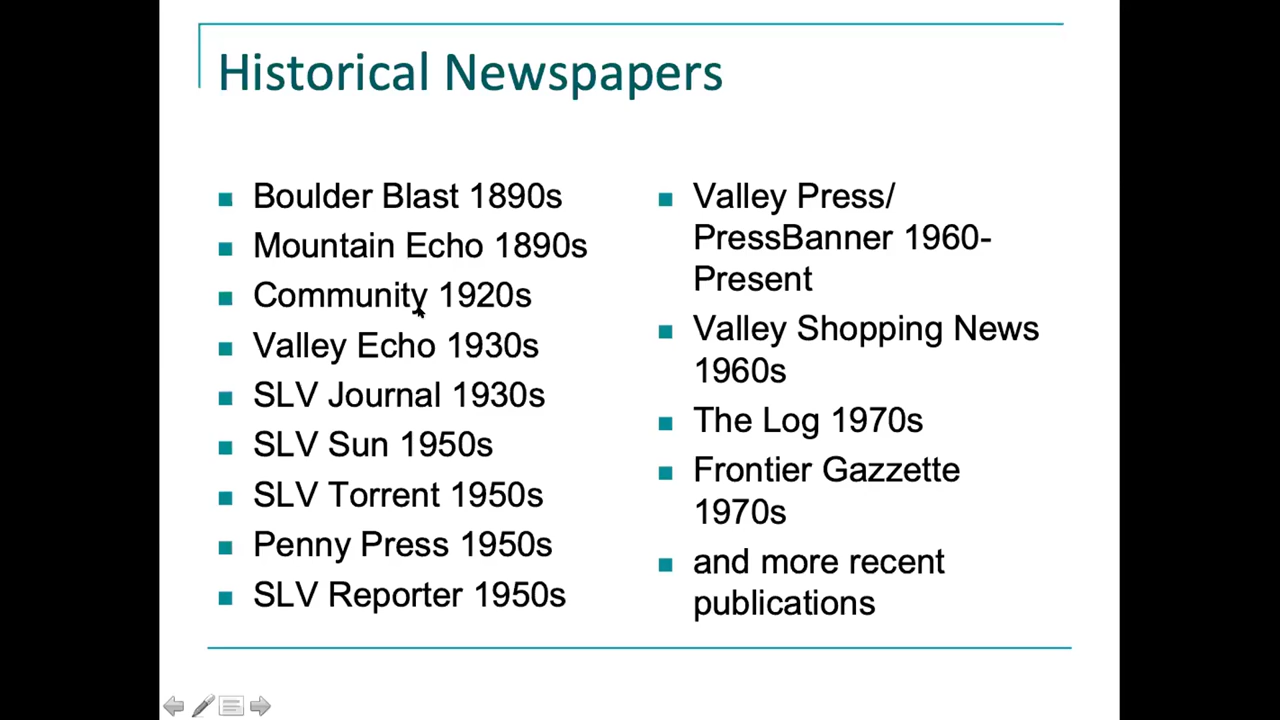 Historical Newspapers
Boulder Blast 1890s
Mountain Echo 1890s
Community 1920s
Valley Echo 1930s
SLV Journal 1930s
SLV Sun 1950s
SLV Torrent 1950s
Penny Press 1950s
SLV Reporter 1950s
Valley Press/
PressBanner 1960-
Present
Valley Shopping News
1960s
The Log 1970s
Frontier Gazzette
1970s
and more recent
publications